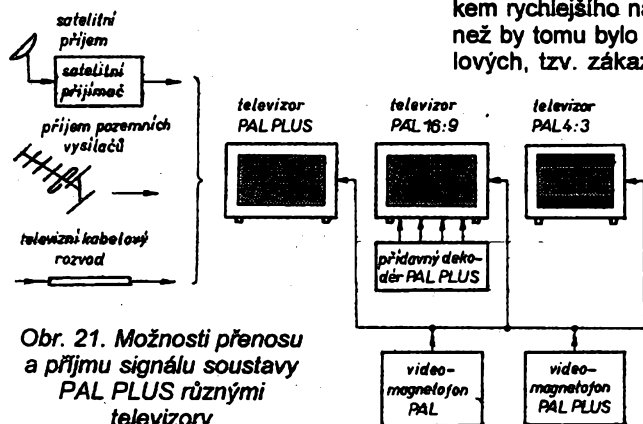 kem rychlejšího
než by tomu bylo
lových, tzv.
satelitní
příjem
satelitní
přijímač
příjem pozemních
vysílačů
televizní kabelový
rozvod
televizor
PAL PLUS
televizor
PAL 16:9
televizor
PAL 4:3
přídavný deko-
dér PAL PLUS
video-
magnetofon
PAL
video-
magnetofon
PAL PLUS
Obr. 21. Možnosti přenosu
a příjmu signálu soustavy
PAL PLUS různými
televizory